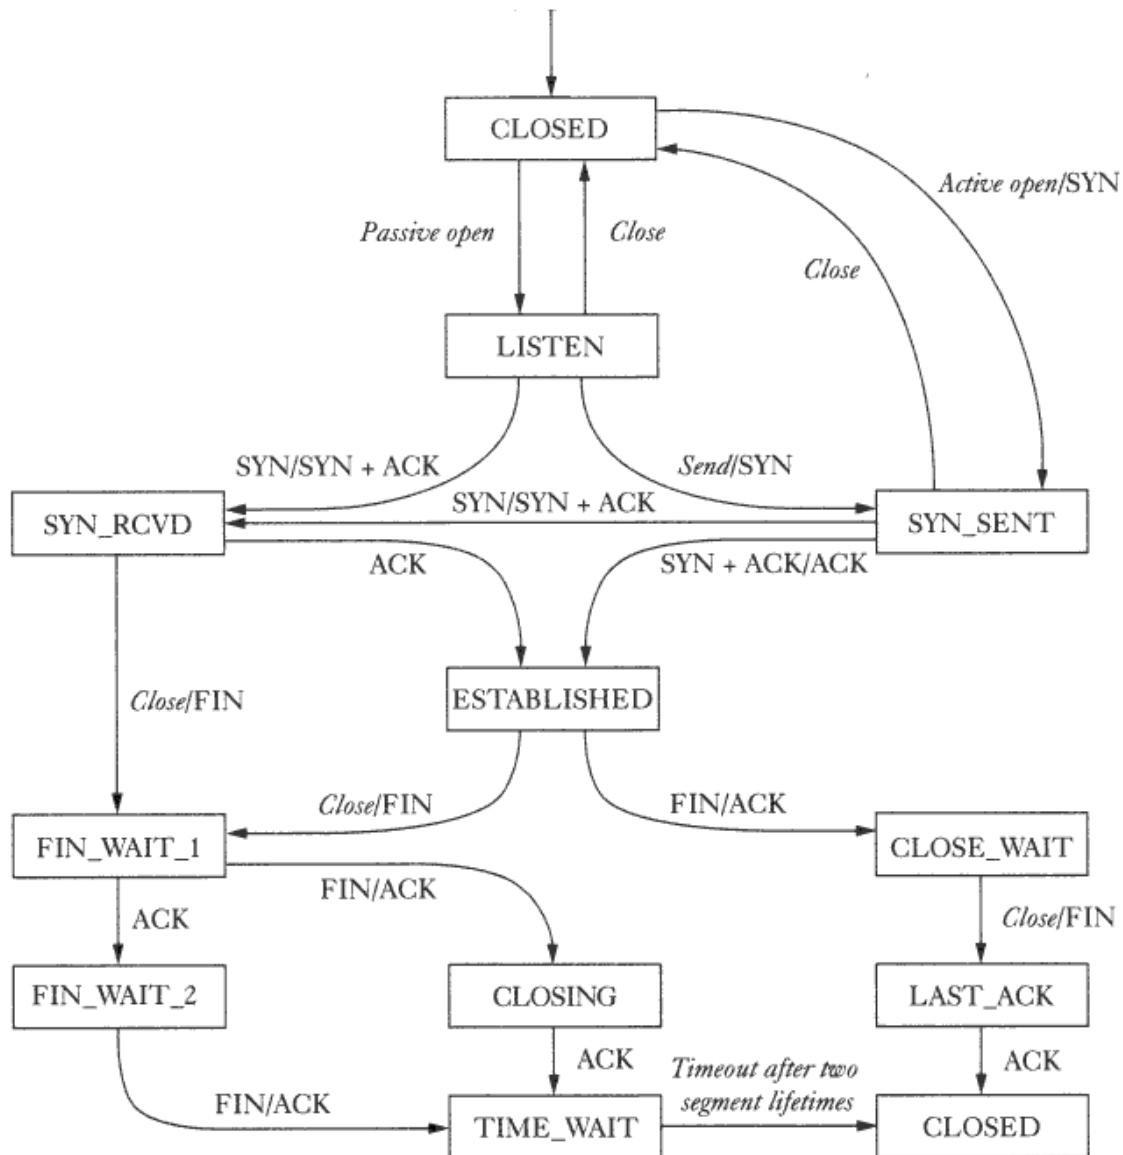 CLOSED
Active open/SYN
Passive open
Close
Close
LISTEN
SYN/SYN + ACK
Send/SYN
SYN/SYN + ACK
SYN_RCVD
SYN_SENT
ACK
SYN + ACK/ACK
ESTABLISHED
Close/FIN
Close/FIN
FIN/ACK
FIN_WAIT_1
CLOSE_WAIT
FIN/ACK
ACK
Close/FIN
FIN_WAIT_2
CLOSING
LAST_ACK
ACK
Timeout after two
segment lifetimes
ACK
FIN/ACK
TIME_WAIT
CLOSED